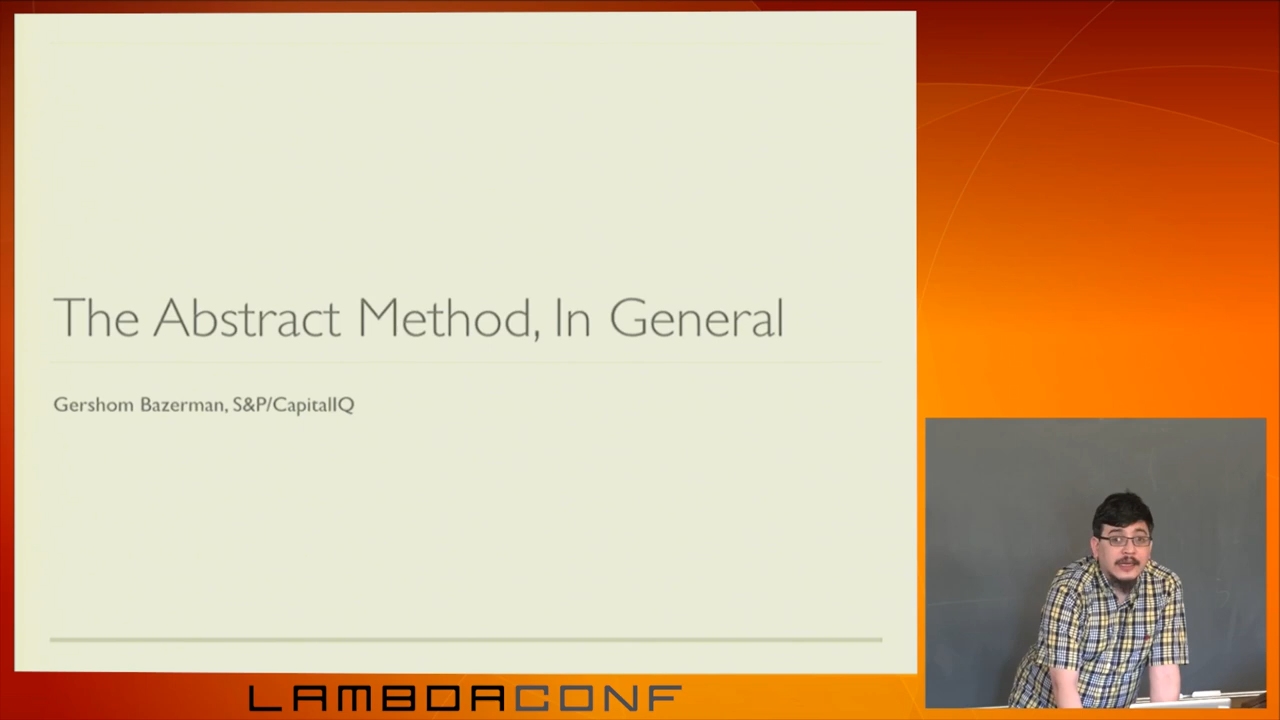 The Abstract Method, In General
Gershom Bazerman, S&P/CapitalIQ
LAMBDACONF